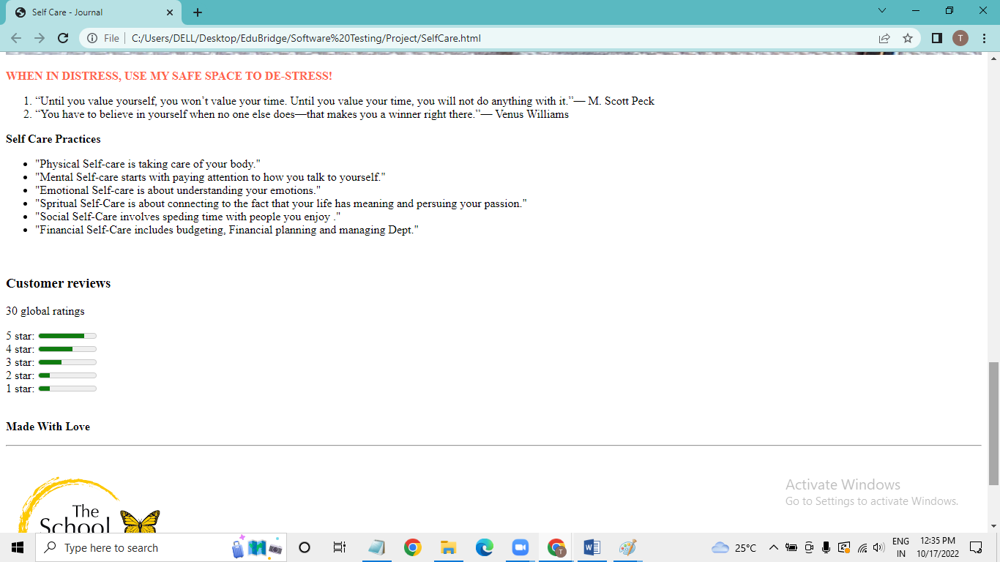 Self Care - Journal
File C:/Users/DELL/Desktop/EduBridge/Software%20Testing/Project/SelfCare.html
T
WHEN IN DISTRESS, USE MY SAFE SPACE TO DE-STRESS!
1. “Until you value yourself, you won’t value your time. Until you value your time, you will not do anything with it.”— M. Scott Peck
2. “You have to believe in yourself when no one else does—that makes you a winner right there.”— Venus Williams
Self Care Practices
• "Physical Self-care is taking care of your body."
• "Mental Self-care starts with paying attention to how you talk to yourself."
• "Emotional Self-care is about understanding your emotions."
• "Spritual Self-Care is about connecting to the fact that your life has meaning and persuing your passion."
• "Social Self-Care involves speding time with people you enjoy ."
• "Financial Self-Care includes budgeting, Financial planning and managing Dept."
Customer reviews
30 global ratings
5 star:
4 star:
3 star:
2 star:
1 star:
Made With Love
The
School
Activate Windows
Go to Settings to activate Windows.
Type here to search
T
W
25°C
ENG
IN
12:35 PM
10/17/2022